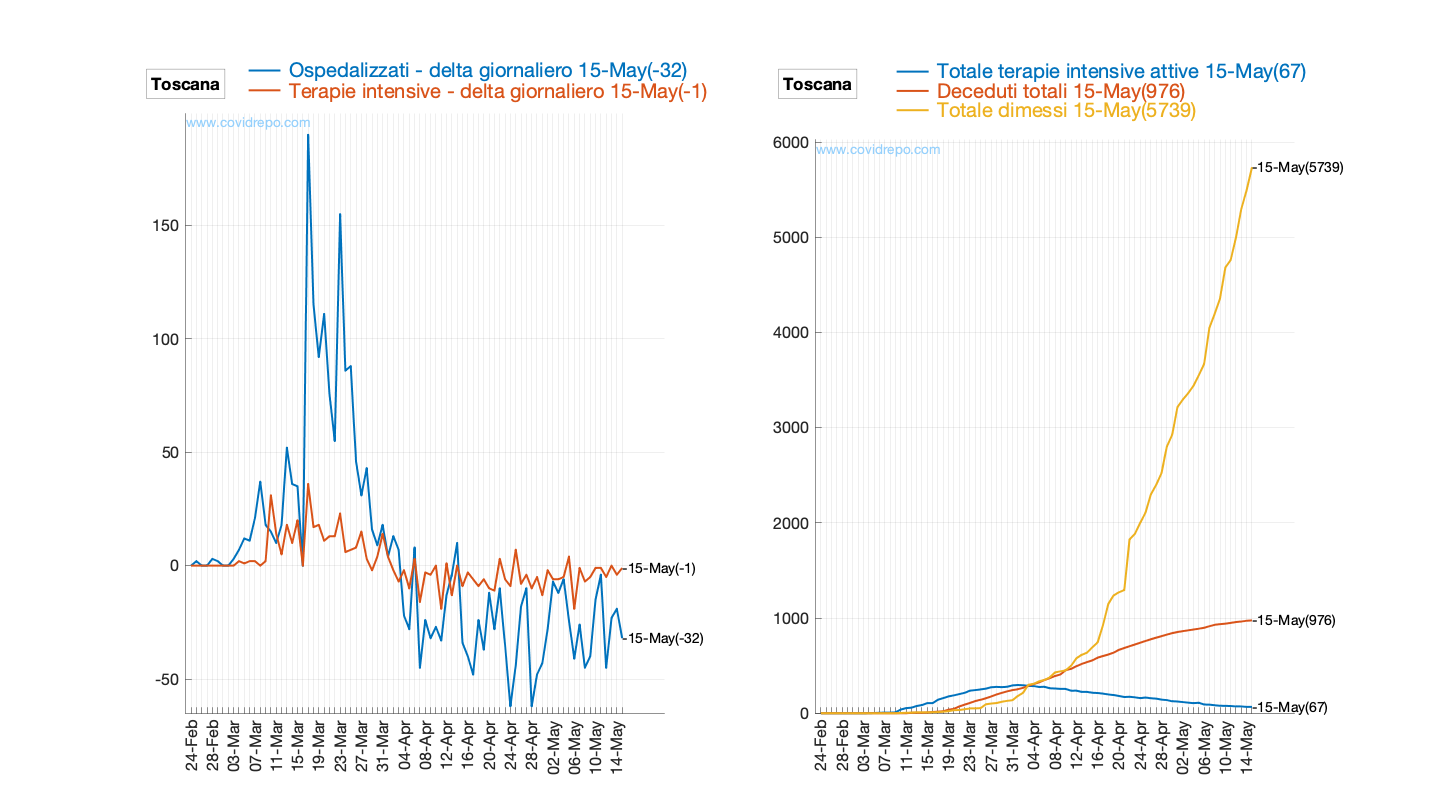 Toscana
Ospedalizzati - delta giornaliero 15-May(-32)
Terapie intensive - delta giornaliero 15-May(-1)
www.covidrepo.com
150
100
50
0
-50
15-May(-1)
15-May(-32)
24-Feb
28-Feb
03-Mar
07-Mar
11-Mar
15-Mar
19-Mar
23-Mar
27-Mar
31-Mar
04-Apr
08-Apr
12-Apr
16-Apr
20-Apr
24-Apr
28-Apr
02-May
06-May
10-May
14-May
Toscana
Totale terapie intensive attive 15-May(67)
Deceduti totali 15-May(976)
Totale dimessi 15-May(5739)
www.covidrepo.com
6000
5000
4000
3000
2000
1000
0
15-May(5739)
15-May(976)
15-May(67)
24-Feb
28-Feb
03-Mar
07-Mar
11-Mar
15-Mar
19-Mar
23-Mar
27-Mar
31-Mar
04-Apr
08-Apr
12-Apr
16-Apr
20-Apr
24-Apr
28-Apr
02-May
06-May
10-May
14-May